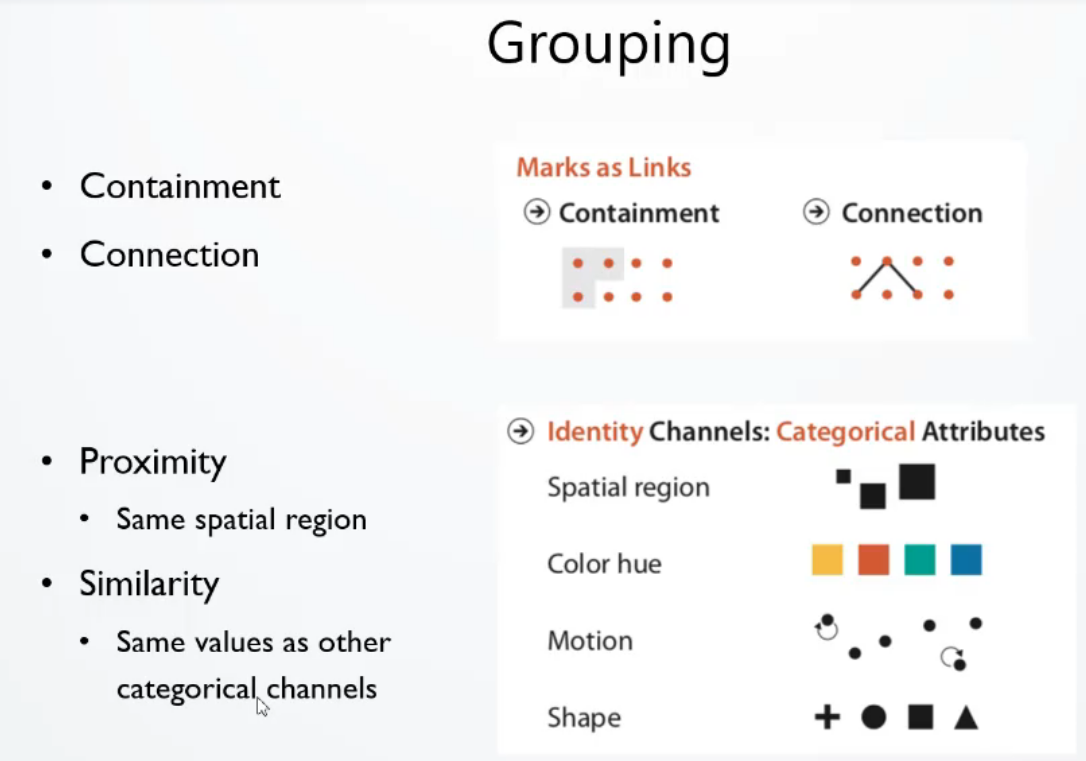 Grouping
• Containment
• Connection
Marks as Links
Containment
Connection
• Proximity
• Same spatial region
• Similarity
• Same values as other
categorical channels
Identity Channels: Categorical Attributes
Spatial region
Color hue
Motion
Shape